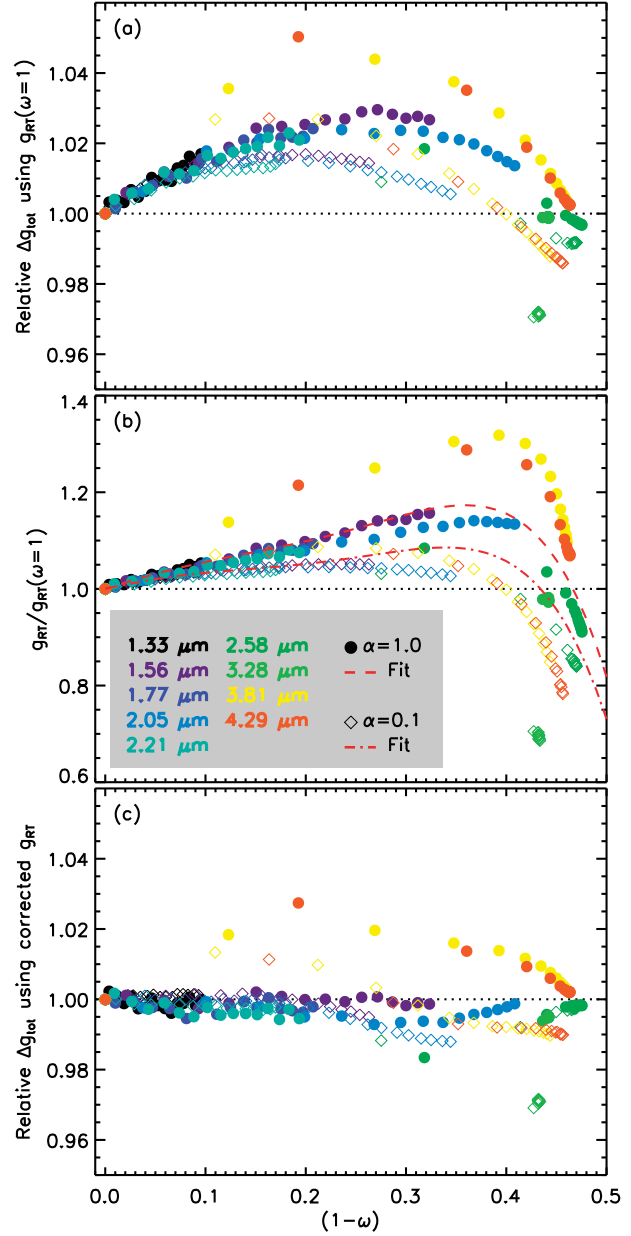 (a)
1.04
1.02
1.00
0.98
0.96
Relative Δg_tot using g_RT(ω=1)
(b)
1.4
1.2
1.0
0.8
0.6
g_RT/g_RT(ω=1)
1.33 μm
1.56 μm
1.77 μm
2.05 μm
2.21 μm
2.58 μm
3.28 μm
3.81 μm
4.29 μm
α=1.0
Fit
α=0.1
Fit
(c)
1.04
1.02
1.00
0.98
0.96
Relative Δg_tot using corrected g_RT
0.0 0.1 0.2 0.3 0.4 0.5
(1−ω)